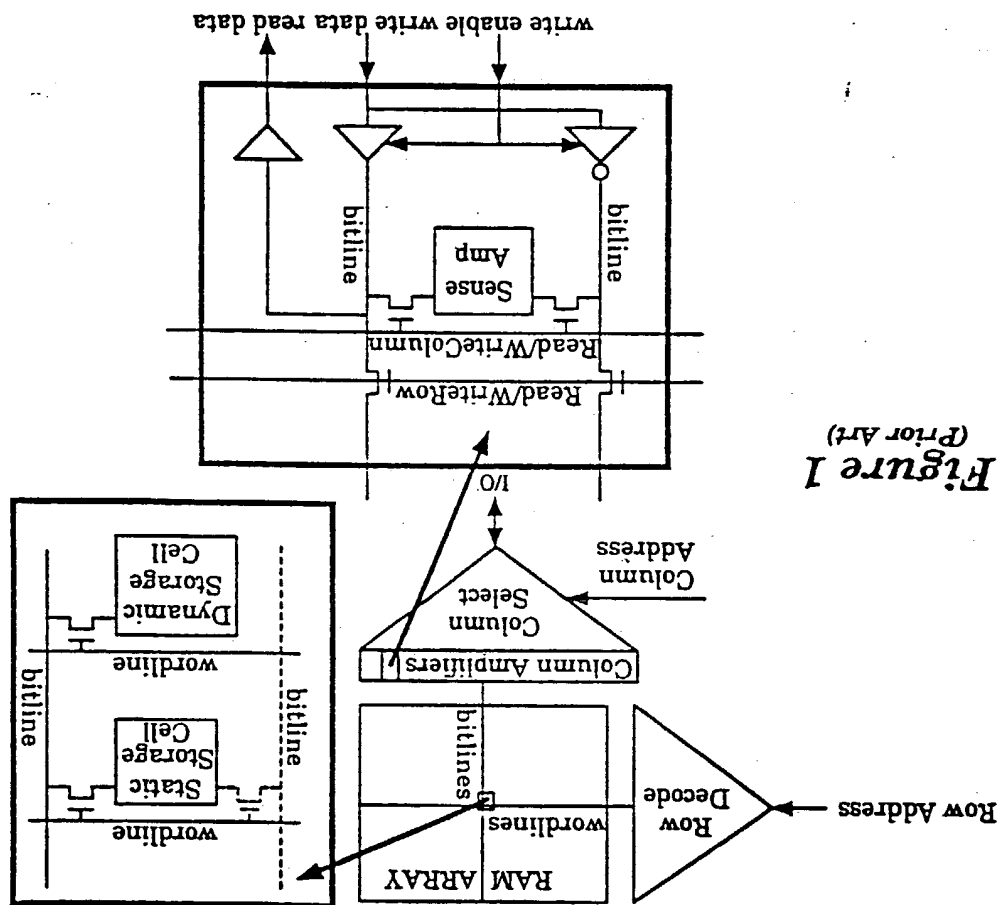 RAM ARRAY
Row Address
Row
Decode
wordlines
bitlines
Column Amplifiers
Column
Select
Column
Address
I/O
wordline
Static
Storage
Cell
bitline
bitline
wordline
Dynamic
Storage
Cell
Figure 1
(Prior Art)
Read/WriteRow
Read/WriteColumn
Sense
Amp
bitline
bitline
write enable write data read data